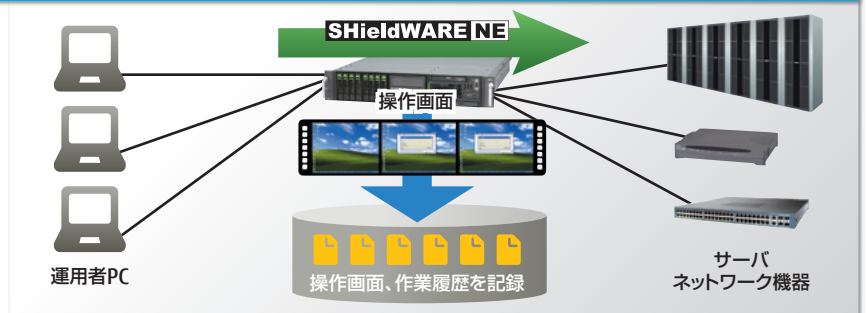 SHieldWARE NE
操作画面
操作画面、作業履歴を記録
運用者PC
サーバ
ネットワーク機器